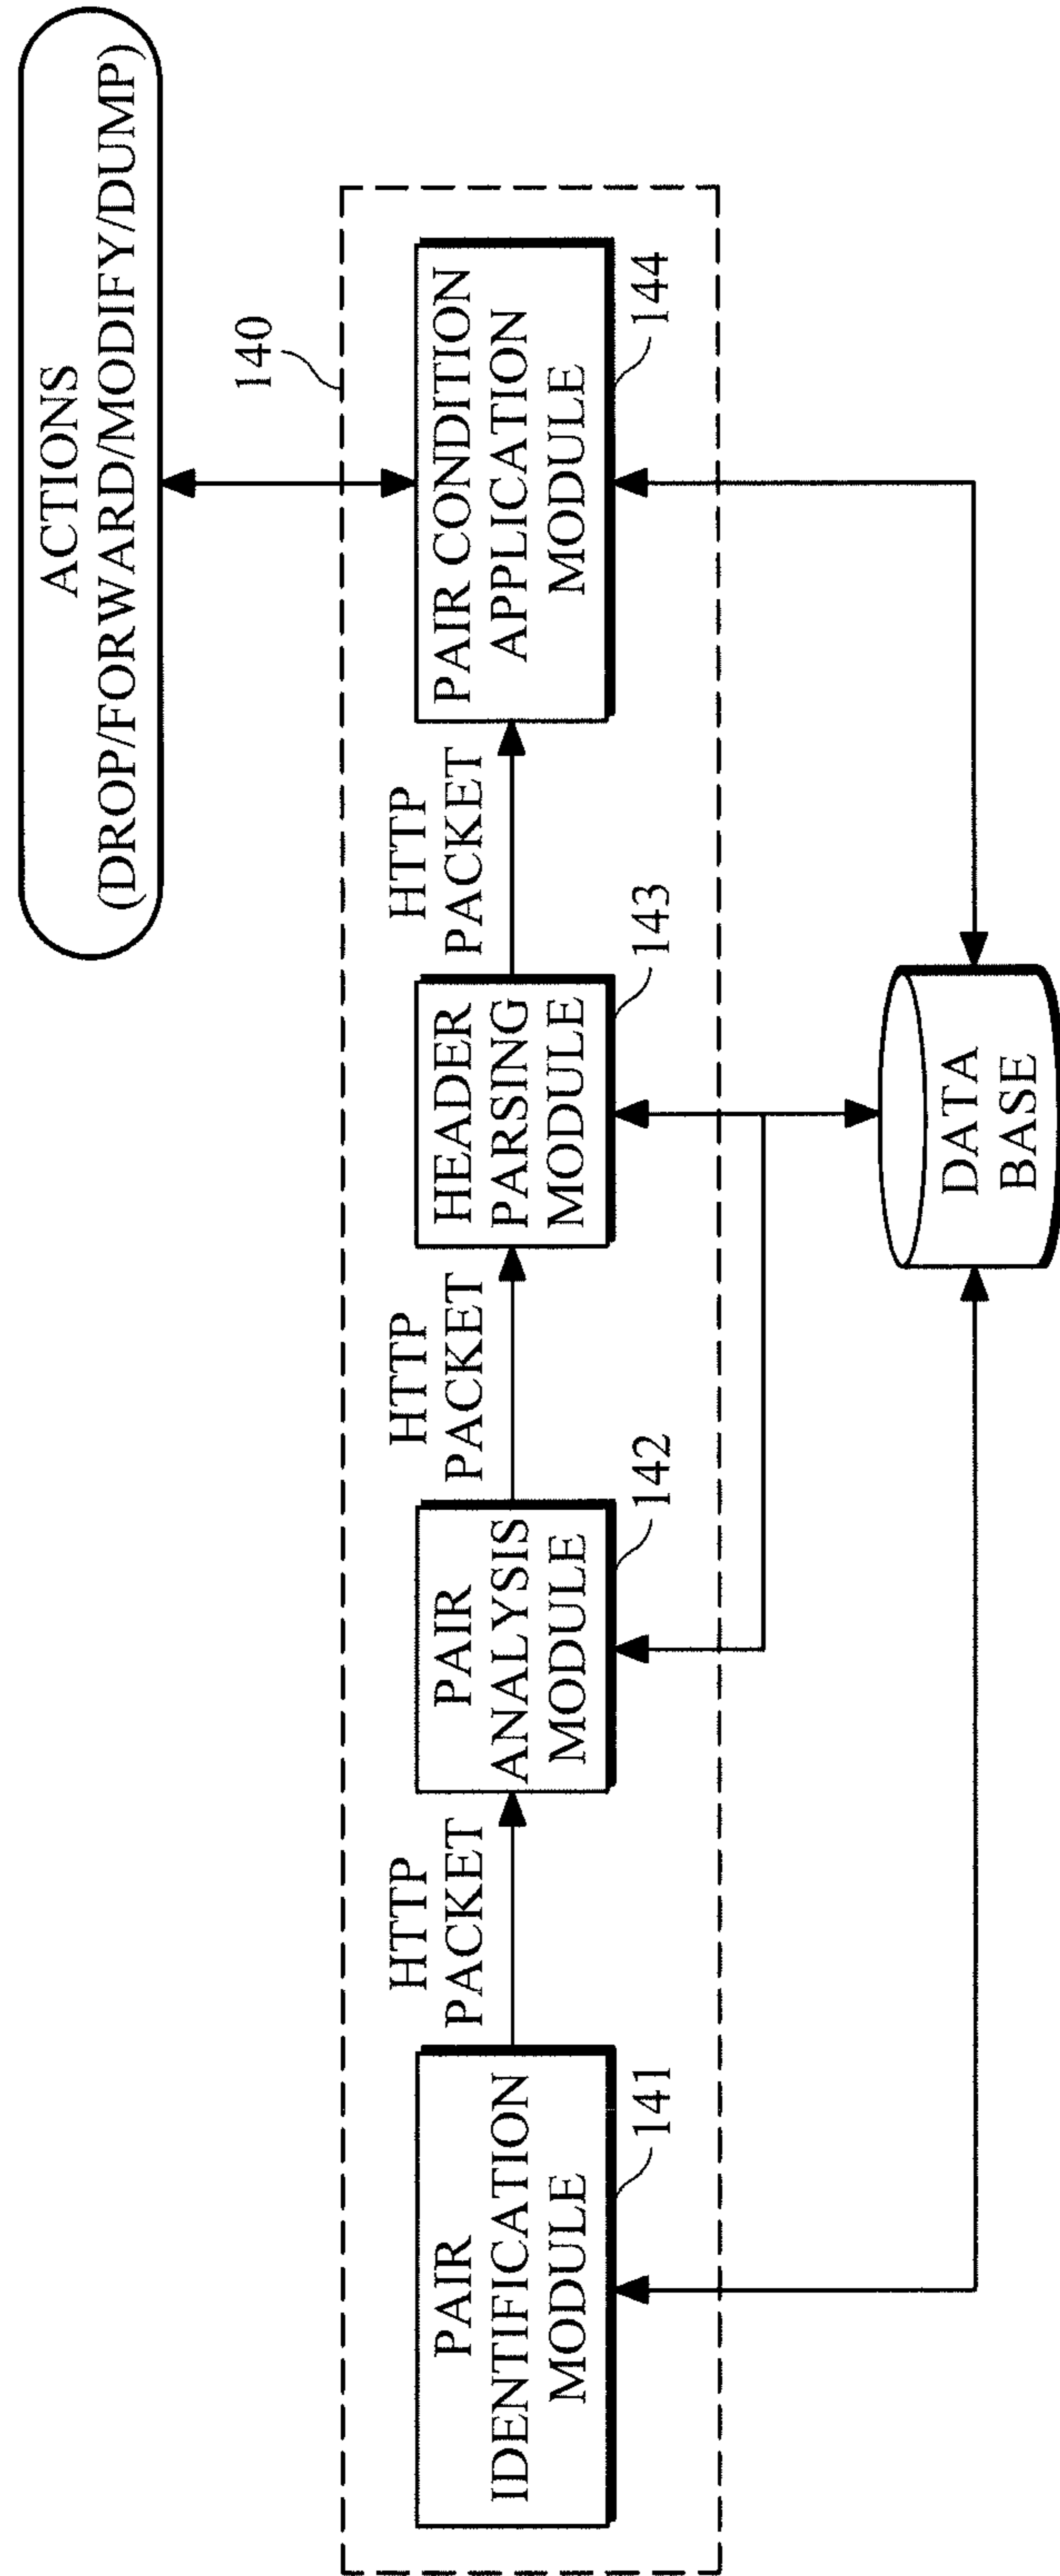 ACTIONS
(DROP/FORWARD/MODIFY/DUMP)
140
PAIR
IDENTIFICATION
MODULE
141
HTTP
PACKET
PAIR
ANALYSIS
MODULE
142
HTTP
PACKET
HEADER
PARSING
MODULE
143
HTTP
PACKET
PAIR CONDITION
APPLICATION
MODULE
144
DATA
BASE